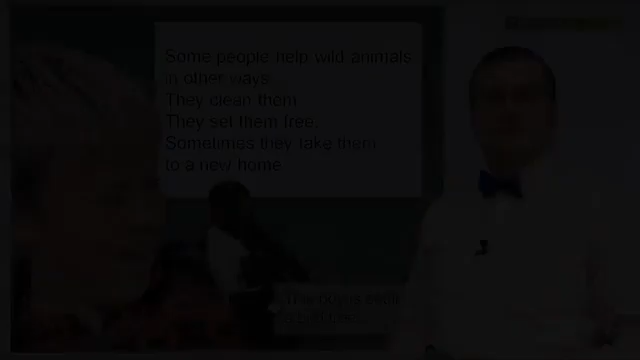 Some people help wild animals
in other ways.
They clean them.
They set them free.
Sometimes they take them
to a new home.